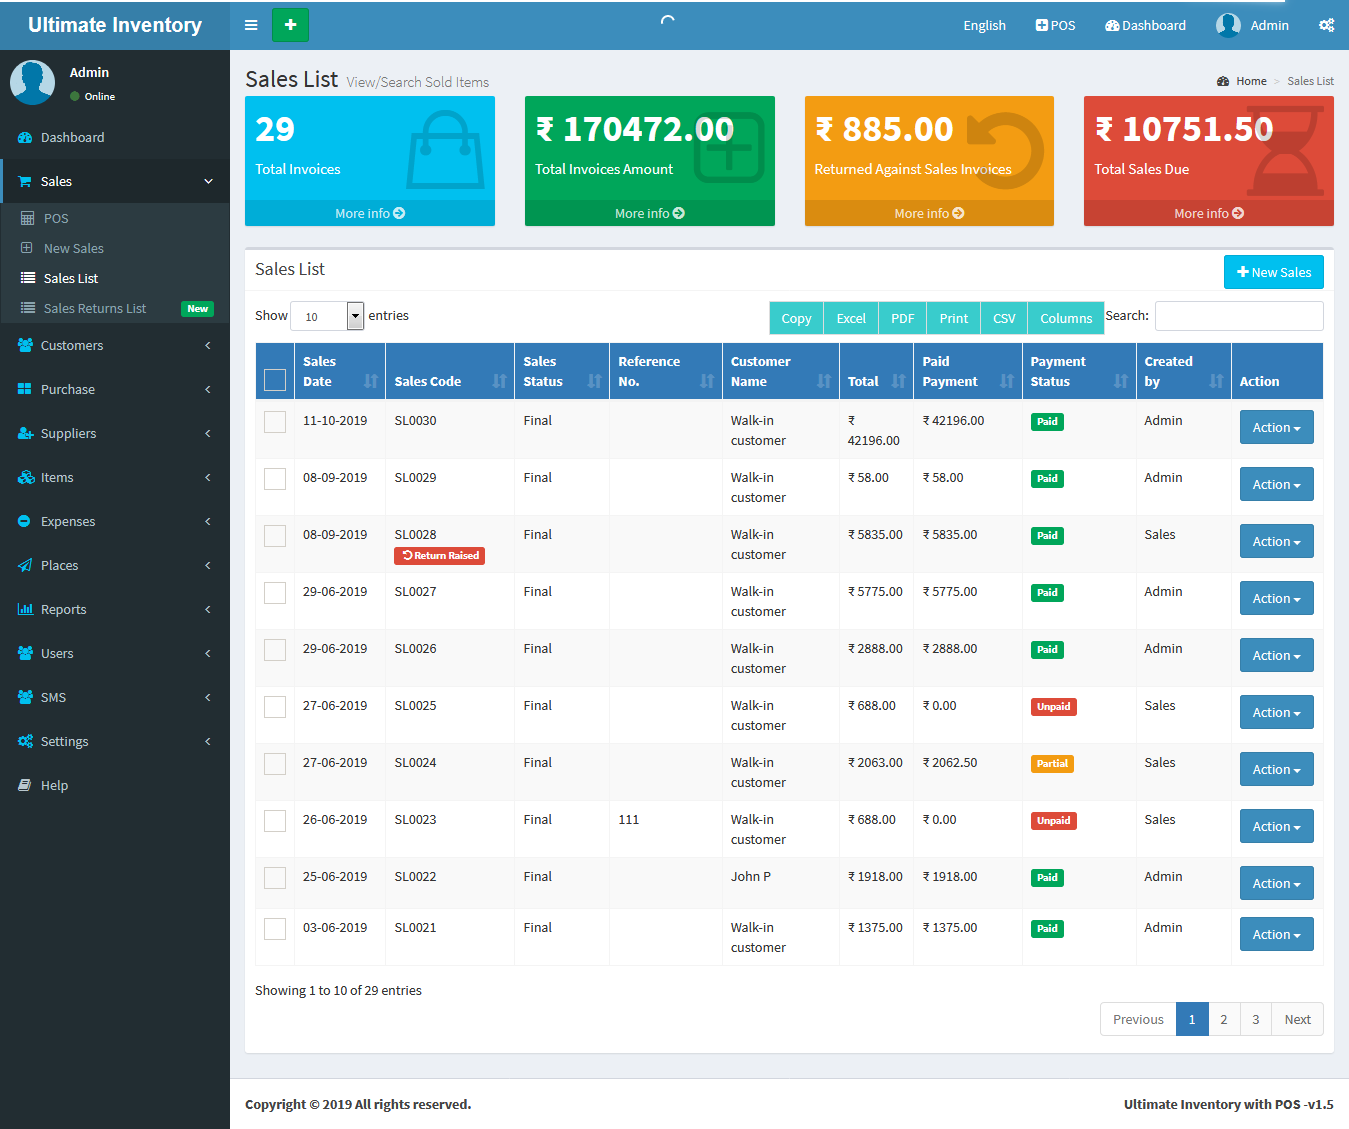 Ultimate Inventory
English
POS
Dashboard
Admin
Admin
Online
Dashboard
Sales
POS
New Sales
Sales List
Sales Returns List New
Customers
Purchase
Suppliers
Items
Expenses
Places
Reports
Users
SMS
Settings
Help
Sales List View/Search Sold Items
Home > Sales List
29
Total Invoices
More info
₹ 170472.00
Total Invoices Amount
More info
₹ 885.00
Returned Against Sales Invoices
More info
₹ 10751.50
Total Sales Due
More info
Sales List
New Sales
Show 10 entries
Copy Excel PDF Print CSV Columns Search:
Sales Date
Sales Code
Sales Status
Reference No.
Customer Name
Total
Paid Payment
Payment Status
Created by
Action
11-10-2019 SL0030 Final Walk-in customer ₹ 42196.00 ₹ 42196.00 Paid Admin Action
08-09-2019 SL0029 Final Walk-in customer ₹ 58.00 ₹ 58.00 Paid Admin Action
08-09-2019 SL0028 Return Raised Final Walk-in customer ₹ 5835.00 ₹ 5835.00 Paid Sales Action
29-06-2019 SL0027 Final Walk-in customer ₹ 5775.00 ₹ 5775.00 Paid Admin Action
29-06-2019 SL0026 Final Walk-in customer ₹ 2888.00 ₹ 2888.00 Paid Admin Action
27-06-2019 SL0025 Final Walk-in customer ₹ 688.00 ₹ 0.00 Unpaid Sales Action
27-06-2019 SL0024 Final Walk-in customer ₹ 2063.00 ₹ 2062.50 Partial Sales Action
26-06-2019 SL0023 Final 111 Walk-in customer ₹ 688.00 ₹ 0.00 Unpaid Sales Action
25-06-2019 SL0022 Final John P ₹ 1918.00 ₹ 1918.00 Paid Admin Action
03-06-2019 SL0021 Final Walk-in customer ₹ 1375.00 ₹ 1375.00 Paid Admin Action
Showing 1 to 10 of 29 entries
Previous 1 2 3 Next
Copyright © 2019 All rights reserved.
Ultimate Inventory with POS -v1.5